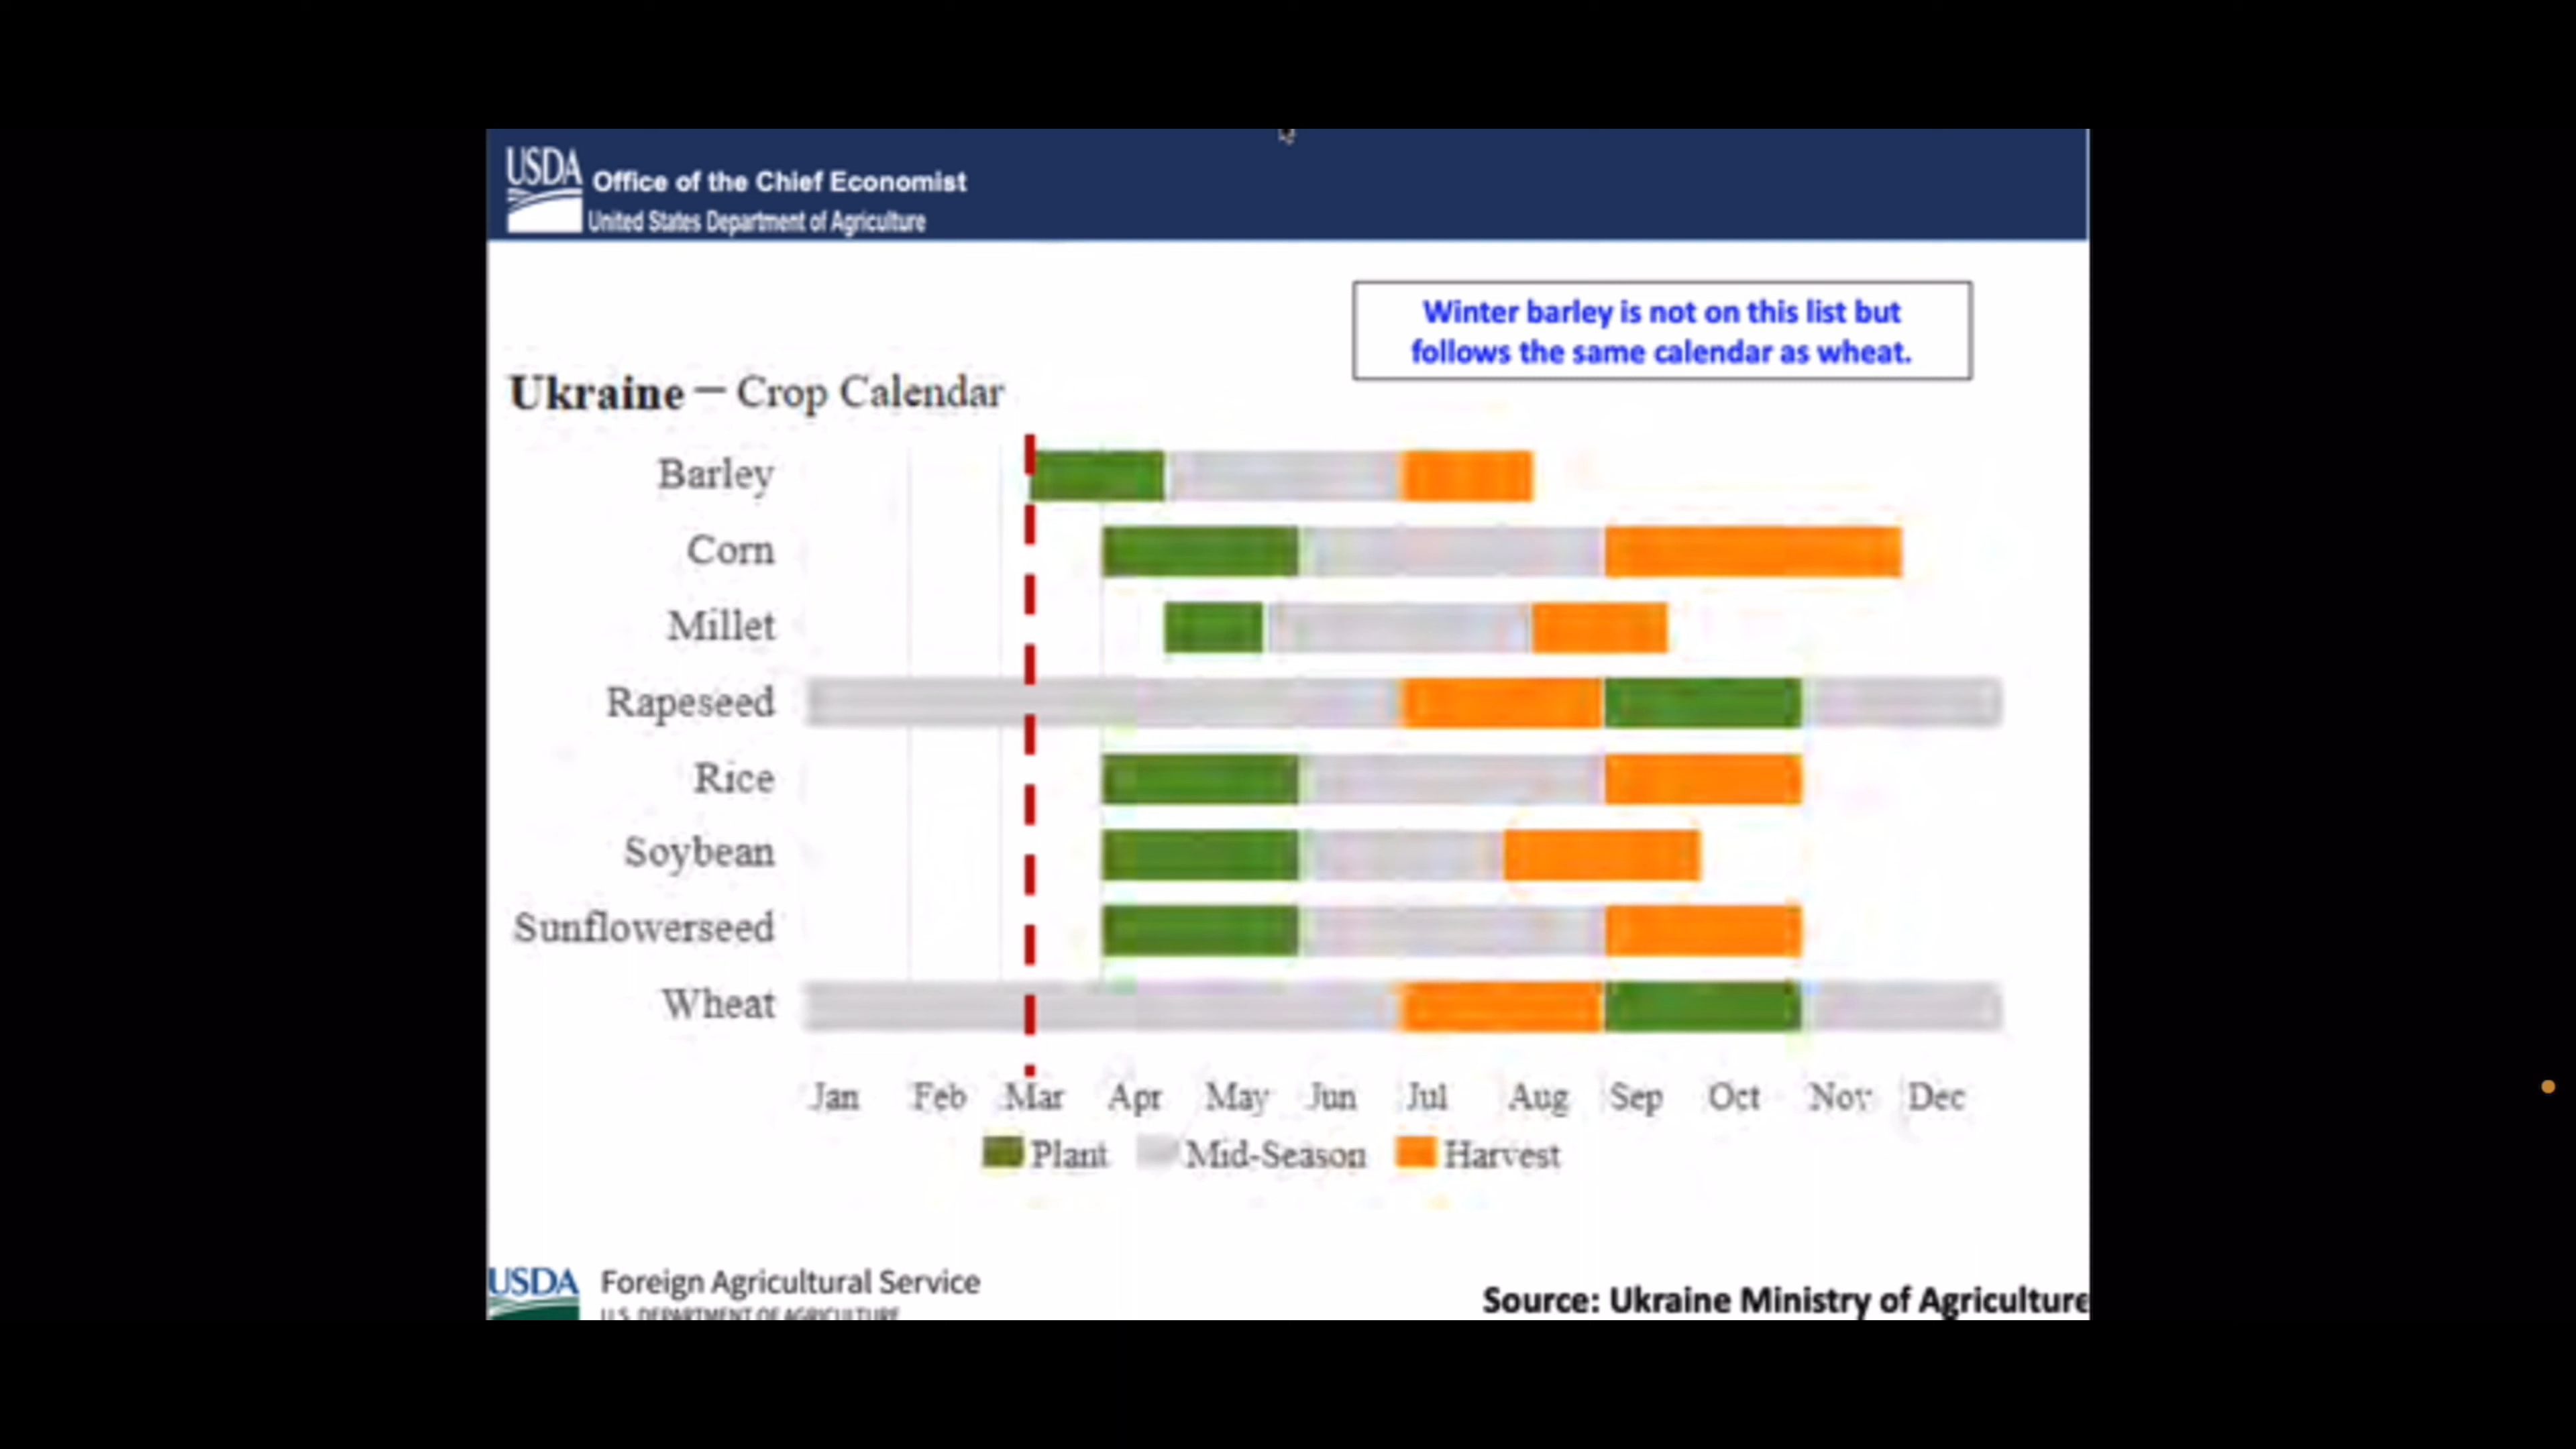 USDA Office of the Chief Economist
United States Department of Agriculture
Winter barley is not on this list but
follows the same calendar as wheat.
Ukraine — Crop Calendar
Barley
Corn
Millet
Rapeseed
Rice
Soybean
Sunflowerseed
Wheat
Jan Feb Mar Apr May Jun Jul Aug Sep Oct Nov Dec
Plant Mid-Season Harvest
USDA Foreign Agricultural Service
U.S. DEPARTMENT OF AGRICULTURE
Source: Ukraine Ministry of Agriculture